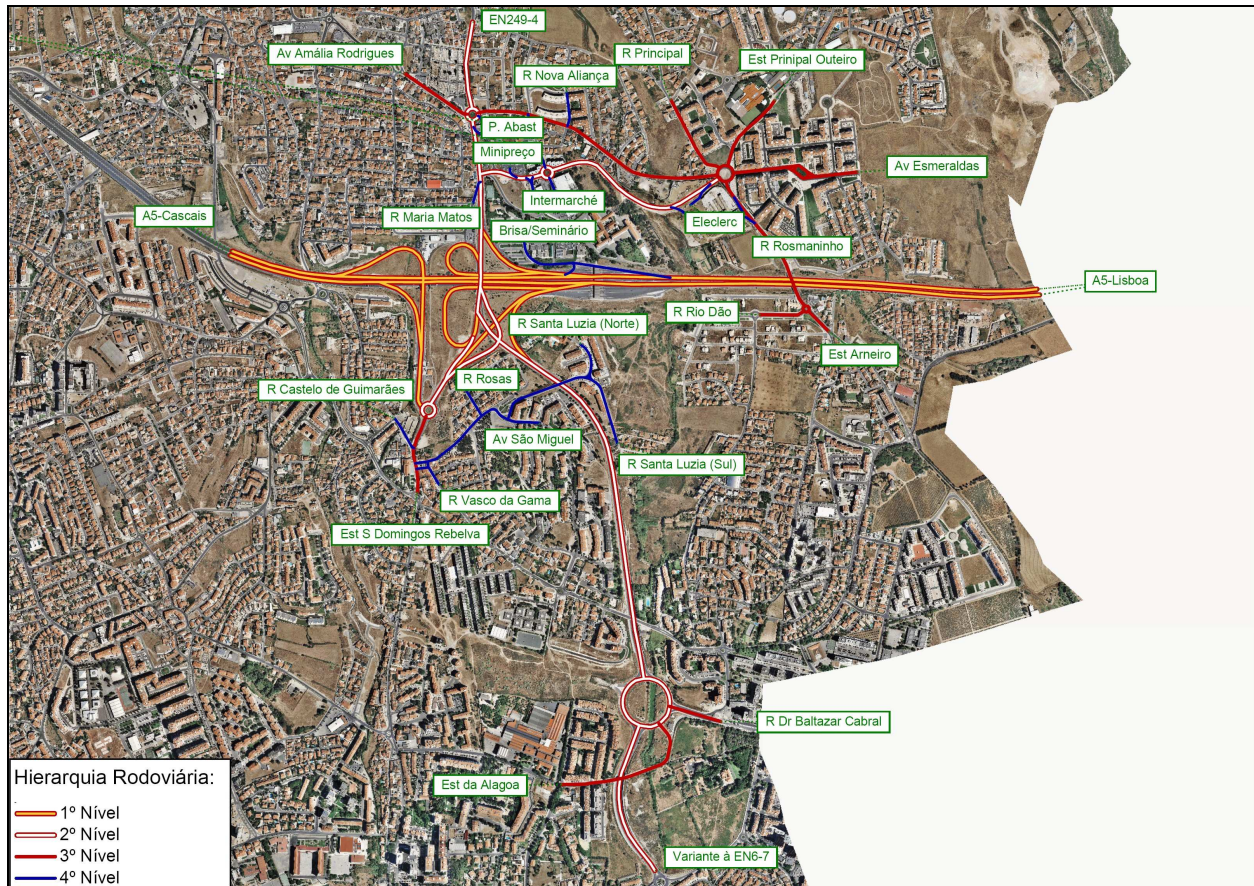 EN249-4
Av Amália Rodrigues
R Principal
Est Prinipal Outeiro
R Nova Aliança
P. Abast
Minipreço
Av Esmeraldas
Intermarché
A5-Cascais
R Maria Matos
Eleclerc
Brisa/Seminário
R Rosmaninho
A5-Lisboa
R Rio Dão
R Santa Luzia (Norte)
Est Arneiro
R Rosas
R Castelo de Guimarães
Av São Miguel
R Santa Luzia (Sul)
R Vasco da Gama
Est S Domingos Rebelva
R Dr Baltazar Cabral
Est da Alagoa
Variante à EN6-7
Hierarquia Rodoviária:
1º Nível
2º Nível
3º Nível
4º Nível